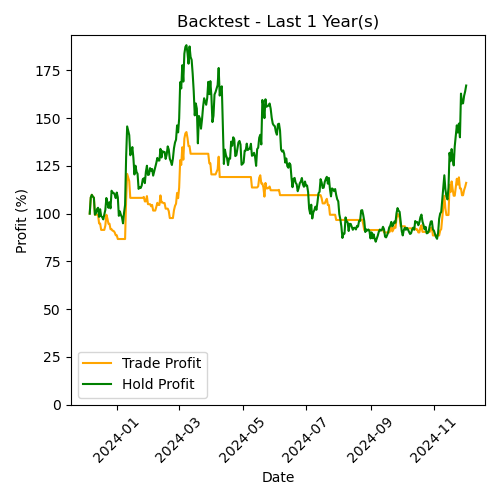 Backtest - Last 1 Year(s)
Profit (%)
175
150
125
100
75
50
25
0
Trade Profit
Hold Profit
2024-01
2024-03
2024-05
2024-07
2024-09
2024-11
Date